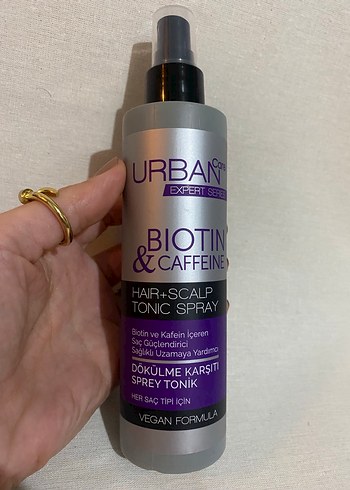 URBAN Care
EXPERT SERIES
BIOTIN
& CAFFEINE
HAIR+SCALP
TONIC SPRAY
Biotin ve Kafein İçeren
Saç Güçlendirici
Sağlıklı Uzamaya Yardımcı
DÖKÜLME KARŞITI
SPREY TONİK
HER SAÇ TİPİ İÇİN
VEGAN FORMULA